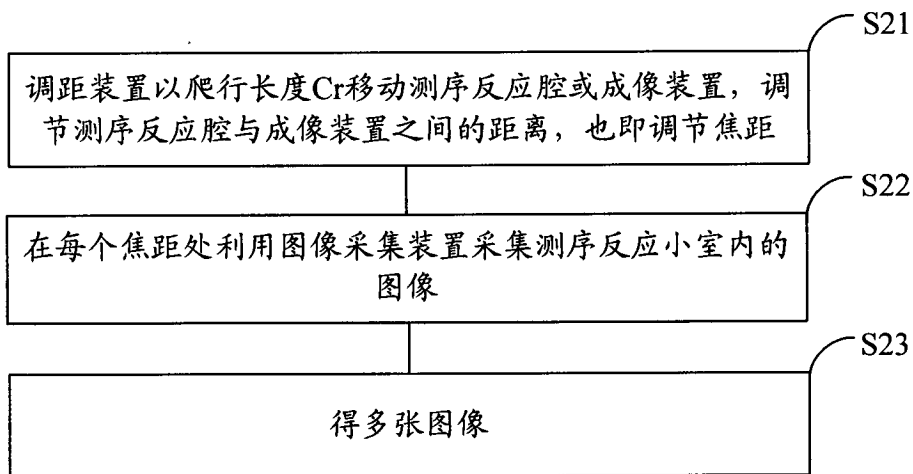 S21
调距装置以爬行长度Cr移动测序反应腔或成像装置，调
节测序反应腔与成像装置之间的距离，也即调节焦距
S22
在每个焦距处利用图像采集装置采集测序反应小室内的
图像
S23
得多张图像